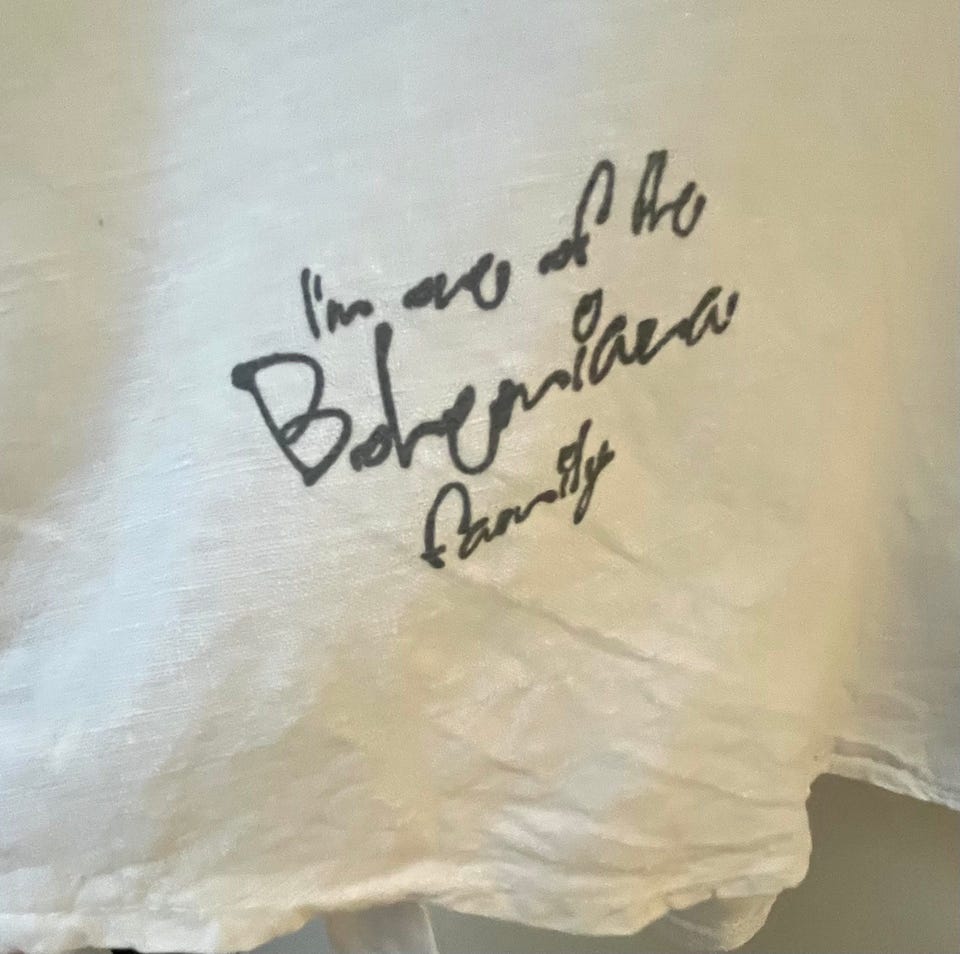 I'm one of the
Bohemiana
family